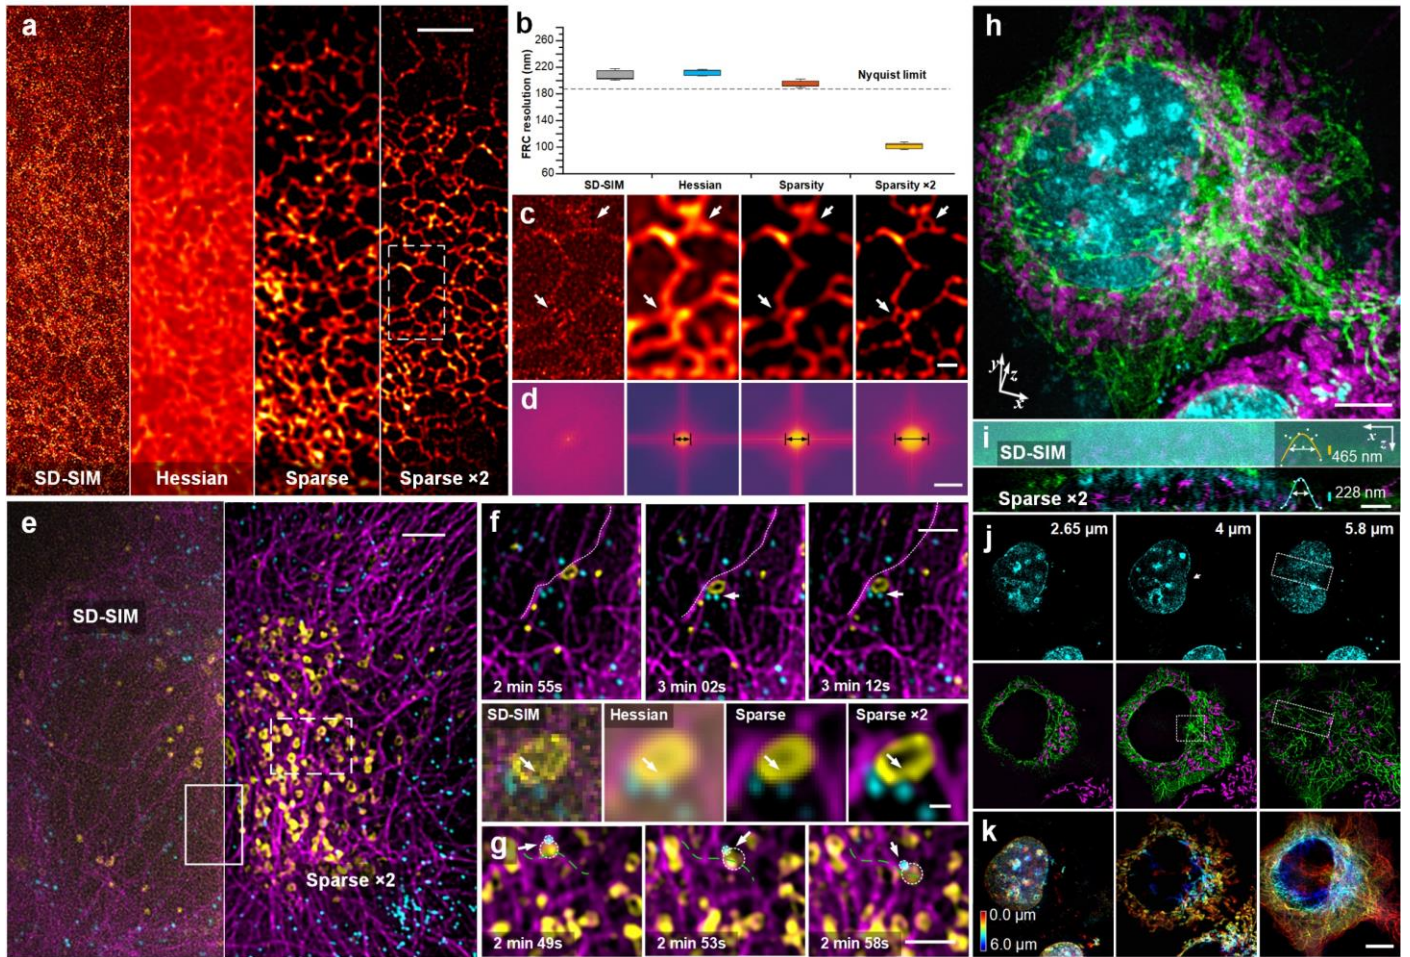 a
SD-SIM
Hessian
Sparse
Sparse ×2
b
FRC resolution (nm)
260
220
180
140
100
60
Nyquist limit
SD-SIM
Hessian
Sparsity
Sparsity ×2
c
d
e
SD-SIM
Sparse ×2
f
2 min 55s
3 min 02s
3 min 12s
SD-SIM
Hessian
Sparse
Sparse ×2
g
2 min 49s
2 min 53s
2 min 58s
h
y
z
x
i
SD-SIM
x
z
465 nm
Sparse ×2
228 nm
j
2.65 µm
4 µm
5.8 µm
k
0.0 µm
6.0 µm